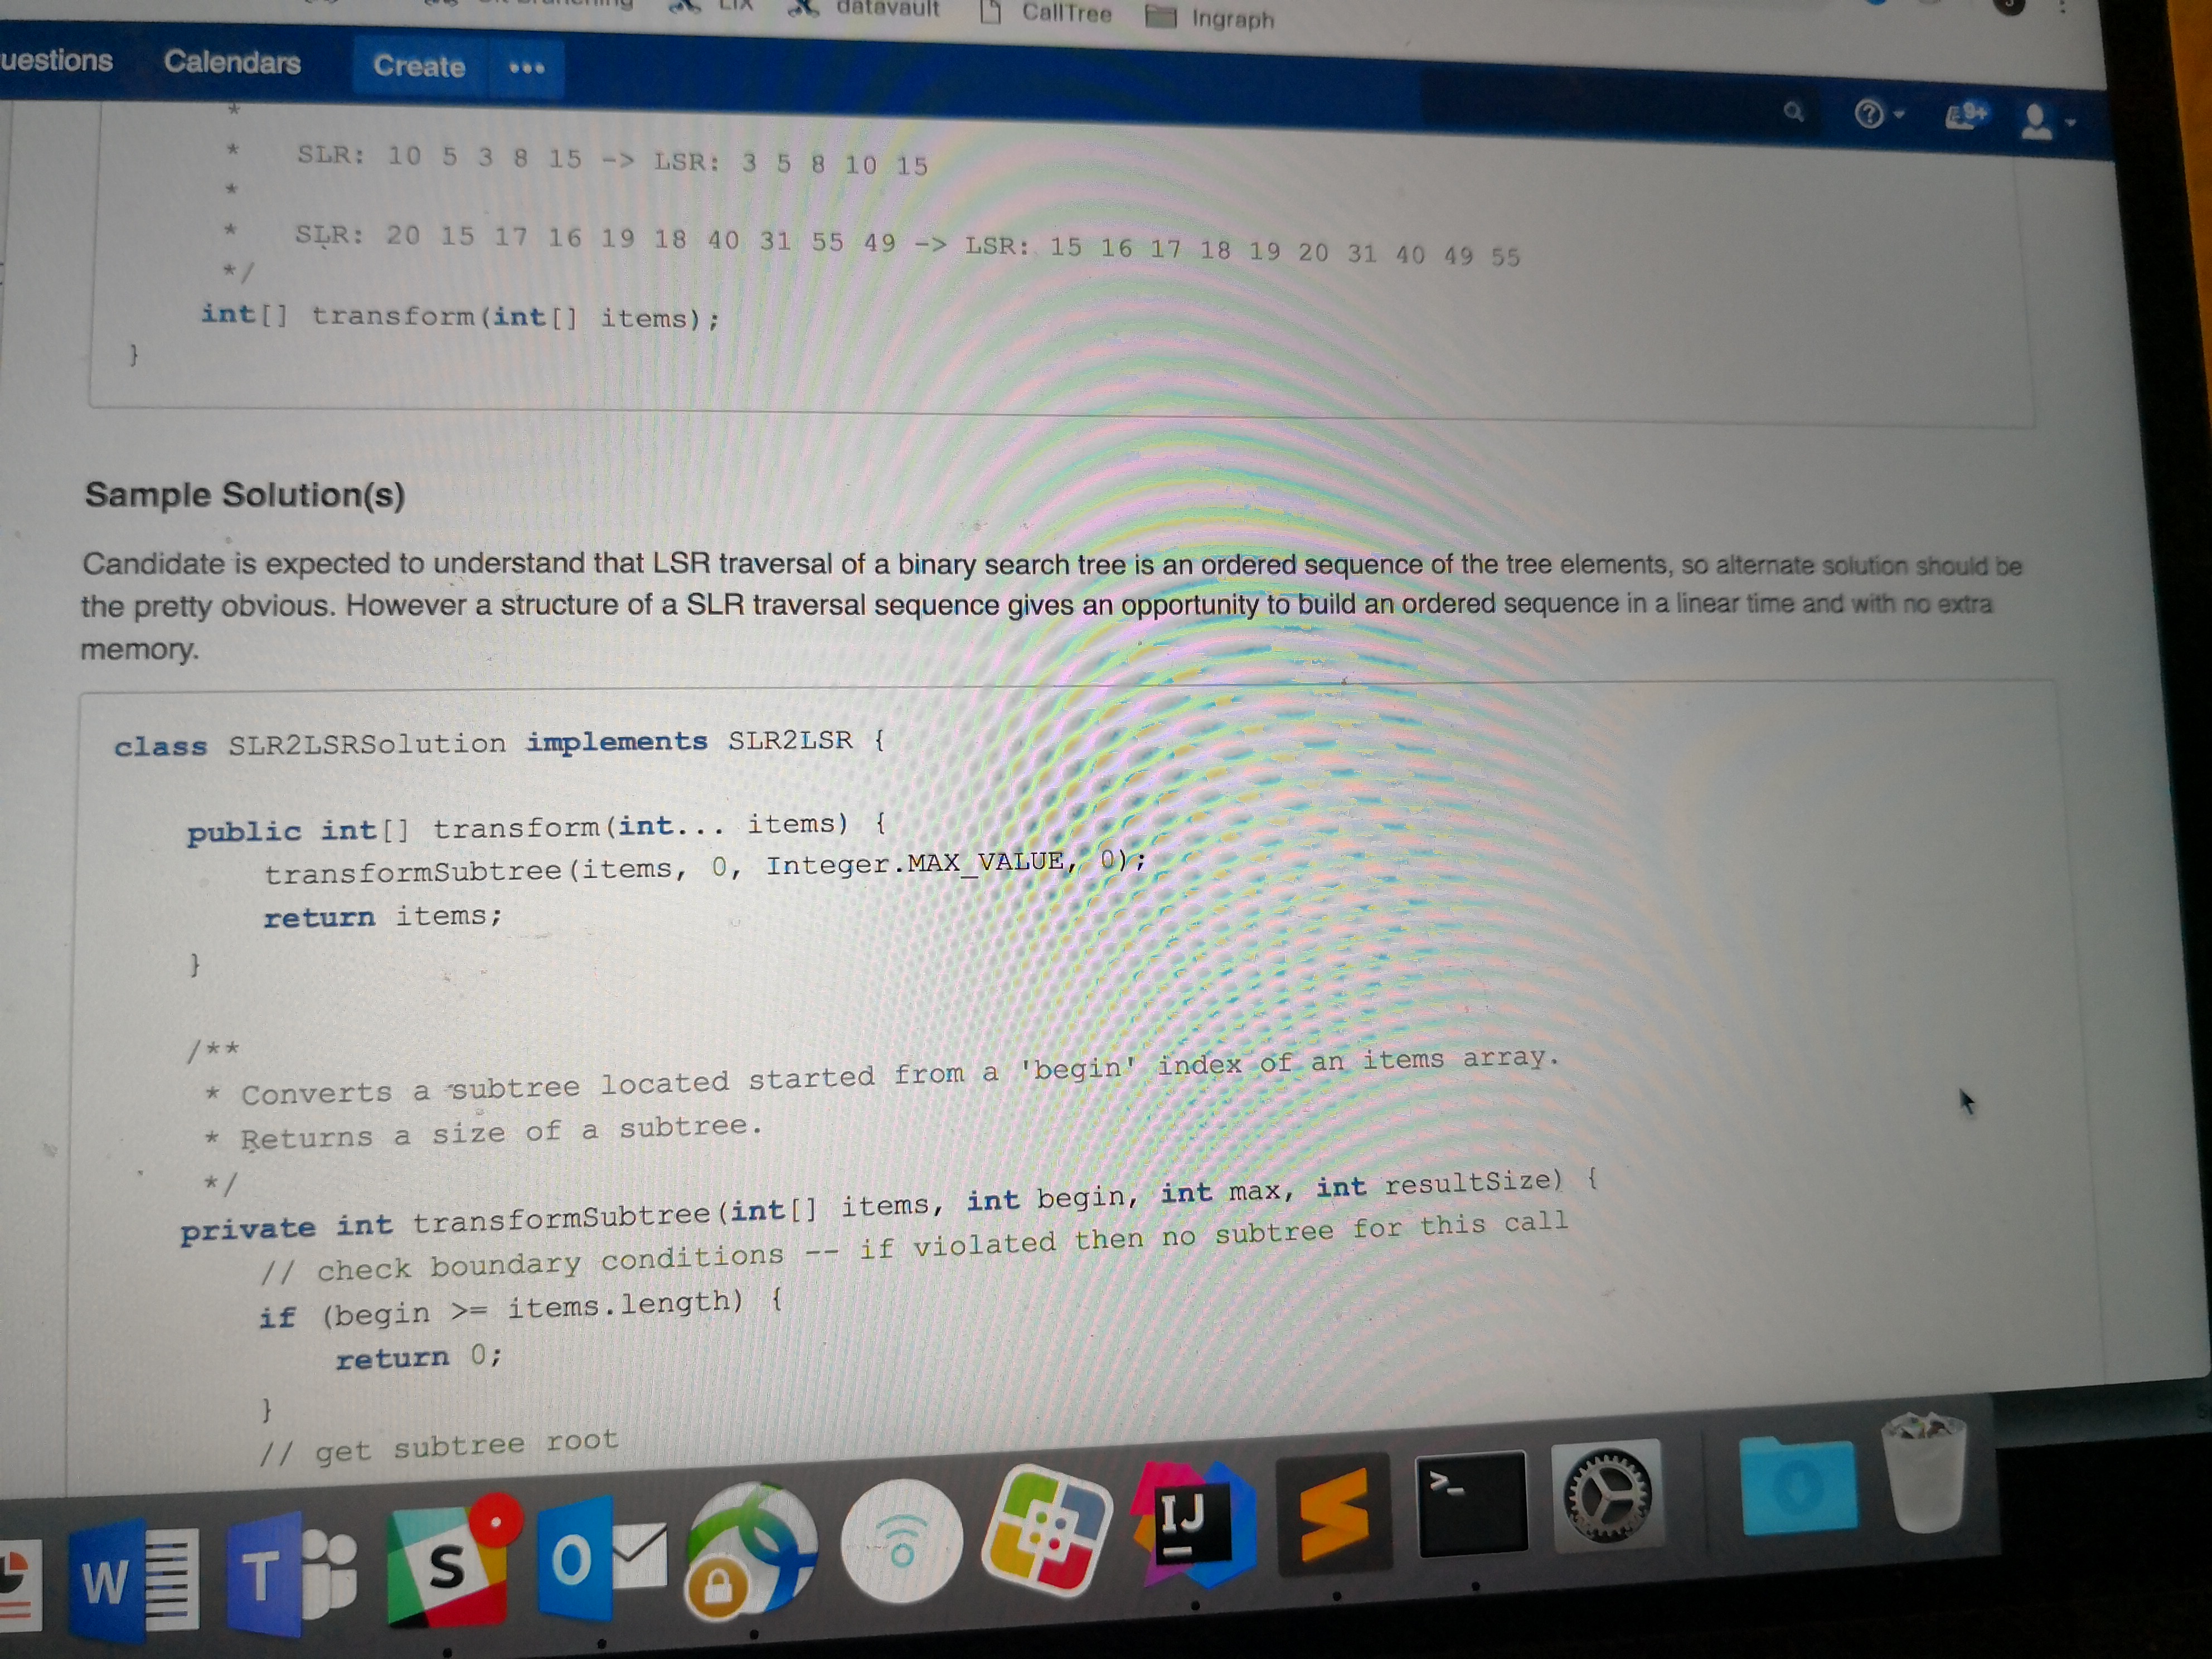 datavault CallTree Ingraph
uestions Calendars Create •••
9+
*
* SLR: 10 5 3 8 15 -> LSR: 3 5 8 10 15
*
* SLR: 20 15 17 16 19 18 40 31 55 49 -> LSR: 15 16 17 18 19 20 31 40 49 55
*/
int[] transform(int[] items);
}
Sample Solution(s)
Candidate is expected to understand that LSR traversal of a binary search tree is an ordered sequence of the tree elements, so alternate solution should be
the pretty obvious. However a structure of a SLR traversal sequence gives an opportunity to build an ordered sequence in a linear time and with no extra
memory.
class SLR2LSRSolution implements SLR2LSR {
public int[] transform(int... items) {
transformSubtree(items, 0, Integer.MAX_VALUE, 0);
return items;
}
/**
* Converts a subtree located started from a 'begin' index of an items array.
* Returns a size of a subtree.
*/
private int transformSubtree(int[] items, int begin, int max, int resultSize) {
// check boundary conditions -- if violated then no subtree for this call
if (begin >= items.length) {
return 0;
}
// get subtree root
W T S O IJ >_